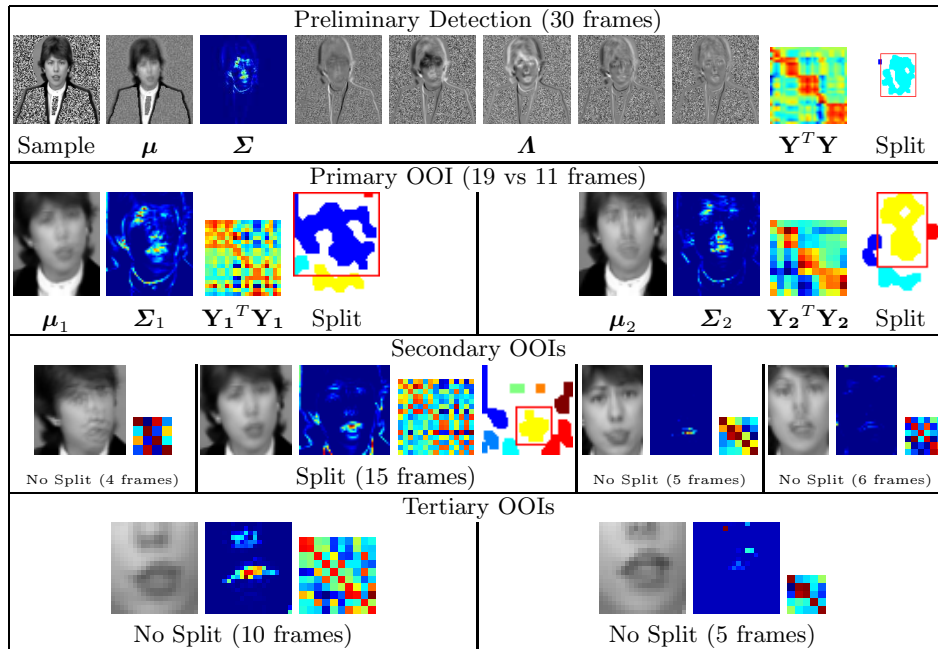 Preliminary Detection (30 frames)
Sample μ Σ Λ Y^T Y Split
Primary OOI (19 vs 11 frames)
μ₁ Σ₁ Y₁^T Y₁ Split μ₂ Σ₂ Y₂^T Y₂ Split
Secondary OOIs
No Split (4 frames) Split (15 frames) No Split (5 frames) No Split (6 frames)
Tertiary OOIs
No Split (10 frames) No Split (5 frames)